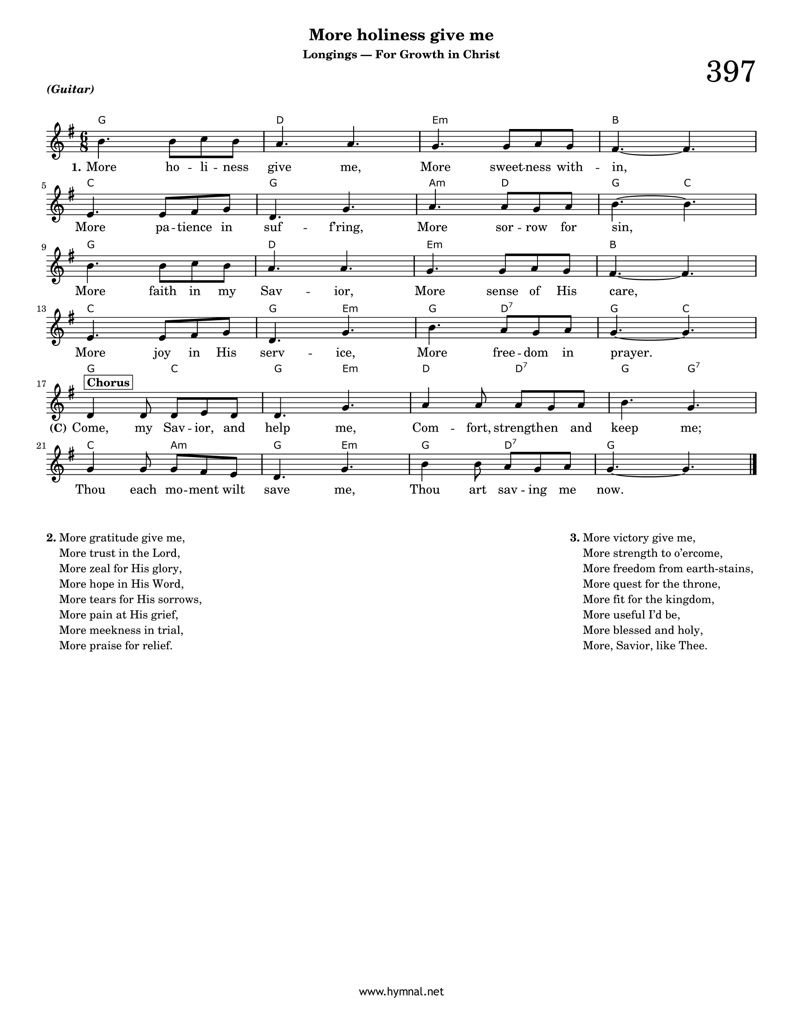 More holiness give me
Longings — For Growth in Christ
397
(Guitar)
G D Em B
6
8
1. More ho - li - ness give me, More sweet-ness with - in,
5
C G Am D G C
More pa - tience in suf - f'ring, More sor - row for sin,
9
G D Em B
More faith in my Sav - ior, More sense of His care,
13
C G Em G D7 G C
More joy in His serv - ice, More free - dom in prayer.
G C G Em D D7 G G7
17
Chorus
(C) Come, my Sav - ior, and help me, Com - fort, strengthen and keep me;
21
C Am G Em G D7 G
Thou each mo - ment wilt save me, Thou art sav - ing me now.
2. More gratitude give me,
More trust in the Lord,
More zeal for His glory,
More hope in His Word,
More tears for His sorrows,
More pain at His grief,
More meekness in trial,
More praise for relief.
3. More victory give me,
More strength to o'ercome,
More freedom from earth-stains,
More quest for the throne,
More fit for the kingdom,
More useful I'd be,
More blessed and holy,
More, Savior, like Thee.
www.hymnal.net